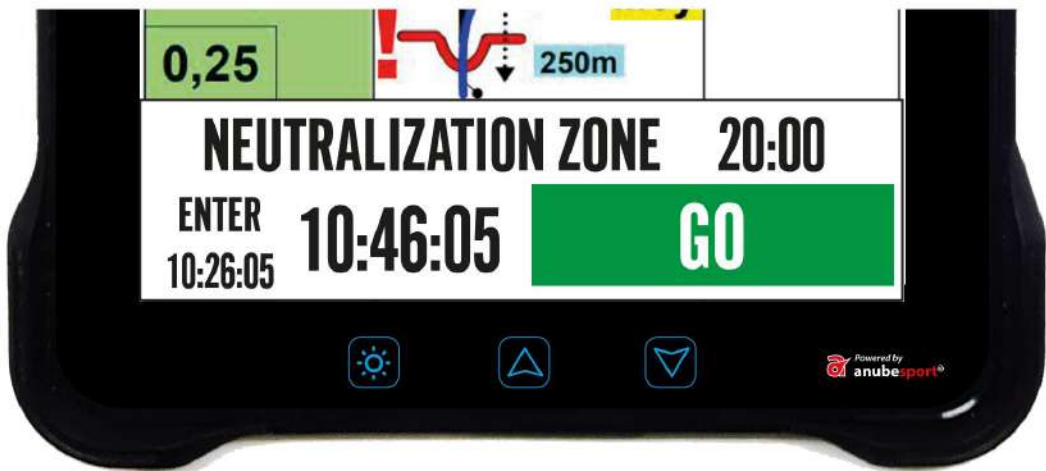 0,25
!
250m
NEUTRALIZATION ZONE 20:00
ENTER
10:26:05
10:46:05
GO
Powered by
anubesport®